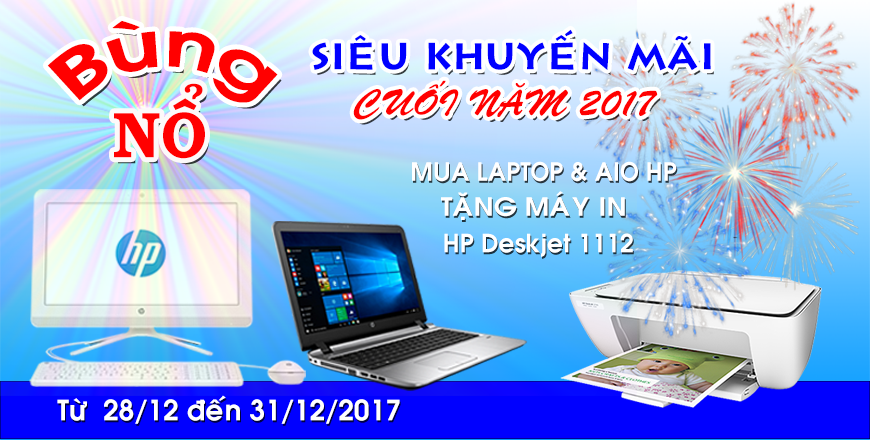 Bùng
NỔ
SIÊU KHUYẾN MÃI
CUỐI NĂM 2017
MUA LAPTOP & AIO HP
TẶNG MÁY IN
HP Deskjet 1112
hp
Từ 28/12 đến 31/12/2017